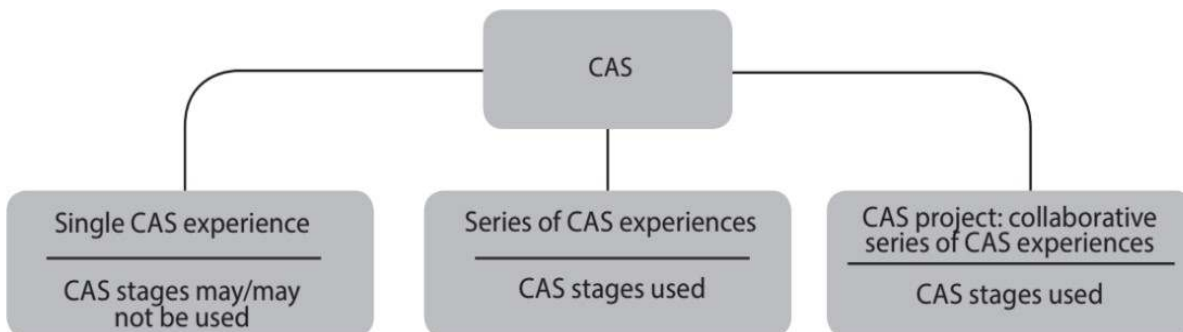 CAS
Single CAS experience
CAS stages may/may
not be used
Series of CAS experiences
CAS stages used
CAS project: collaborative
series of CAS experiences
CAS stages used